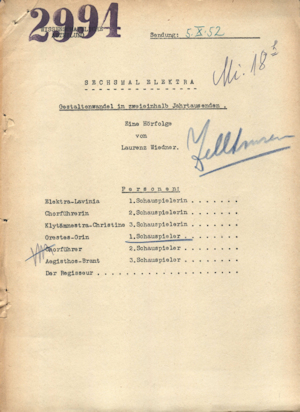 2994
Sendung: 5.X.52
Mi. 18
SECHSMAL ELEKTRA
Gestaltenwandel in zweieinhalb Jahrtausenden .
Eine Hörfolge
von
Laurenz Wiedner.
Personen:
Elektra-Lavinia 1.Schauspielerin . . . . . . .
Chorführerin 2.Schauspielerin . . . . . . .
Klytämnestra-Christine 3.Schauspielerin . . . . . . .
Orestes-Orin 1.Schauspieler . . . . . . . .
Chorführer 2.Schauspieler . . . . . . . .
Aegisthos-Brant 3.Schauspieler . . . . . . . .
Der Regisseur . . . . . . . . . . . . . . . . .